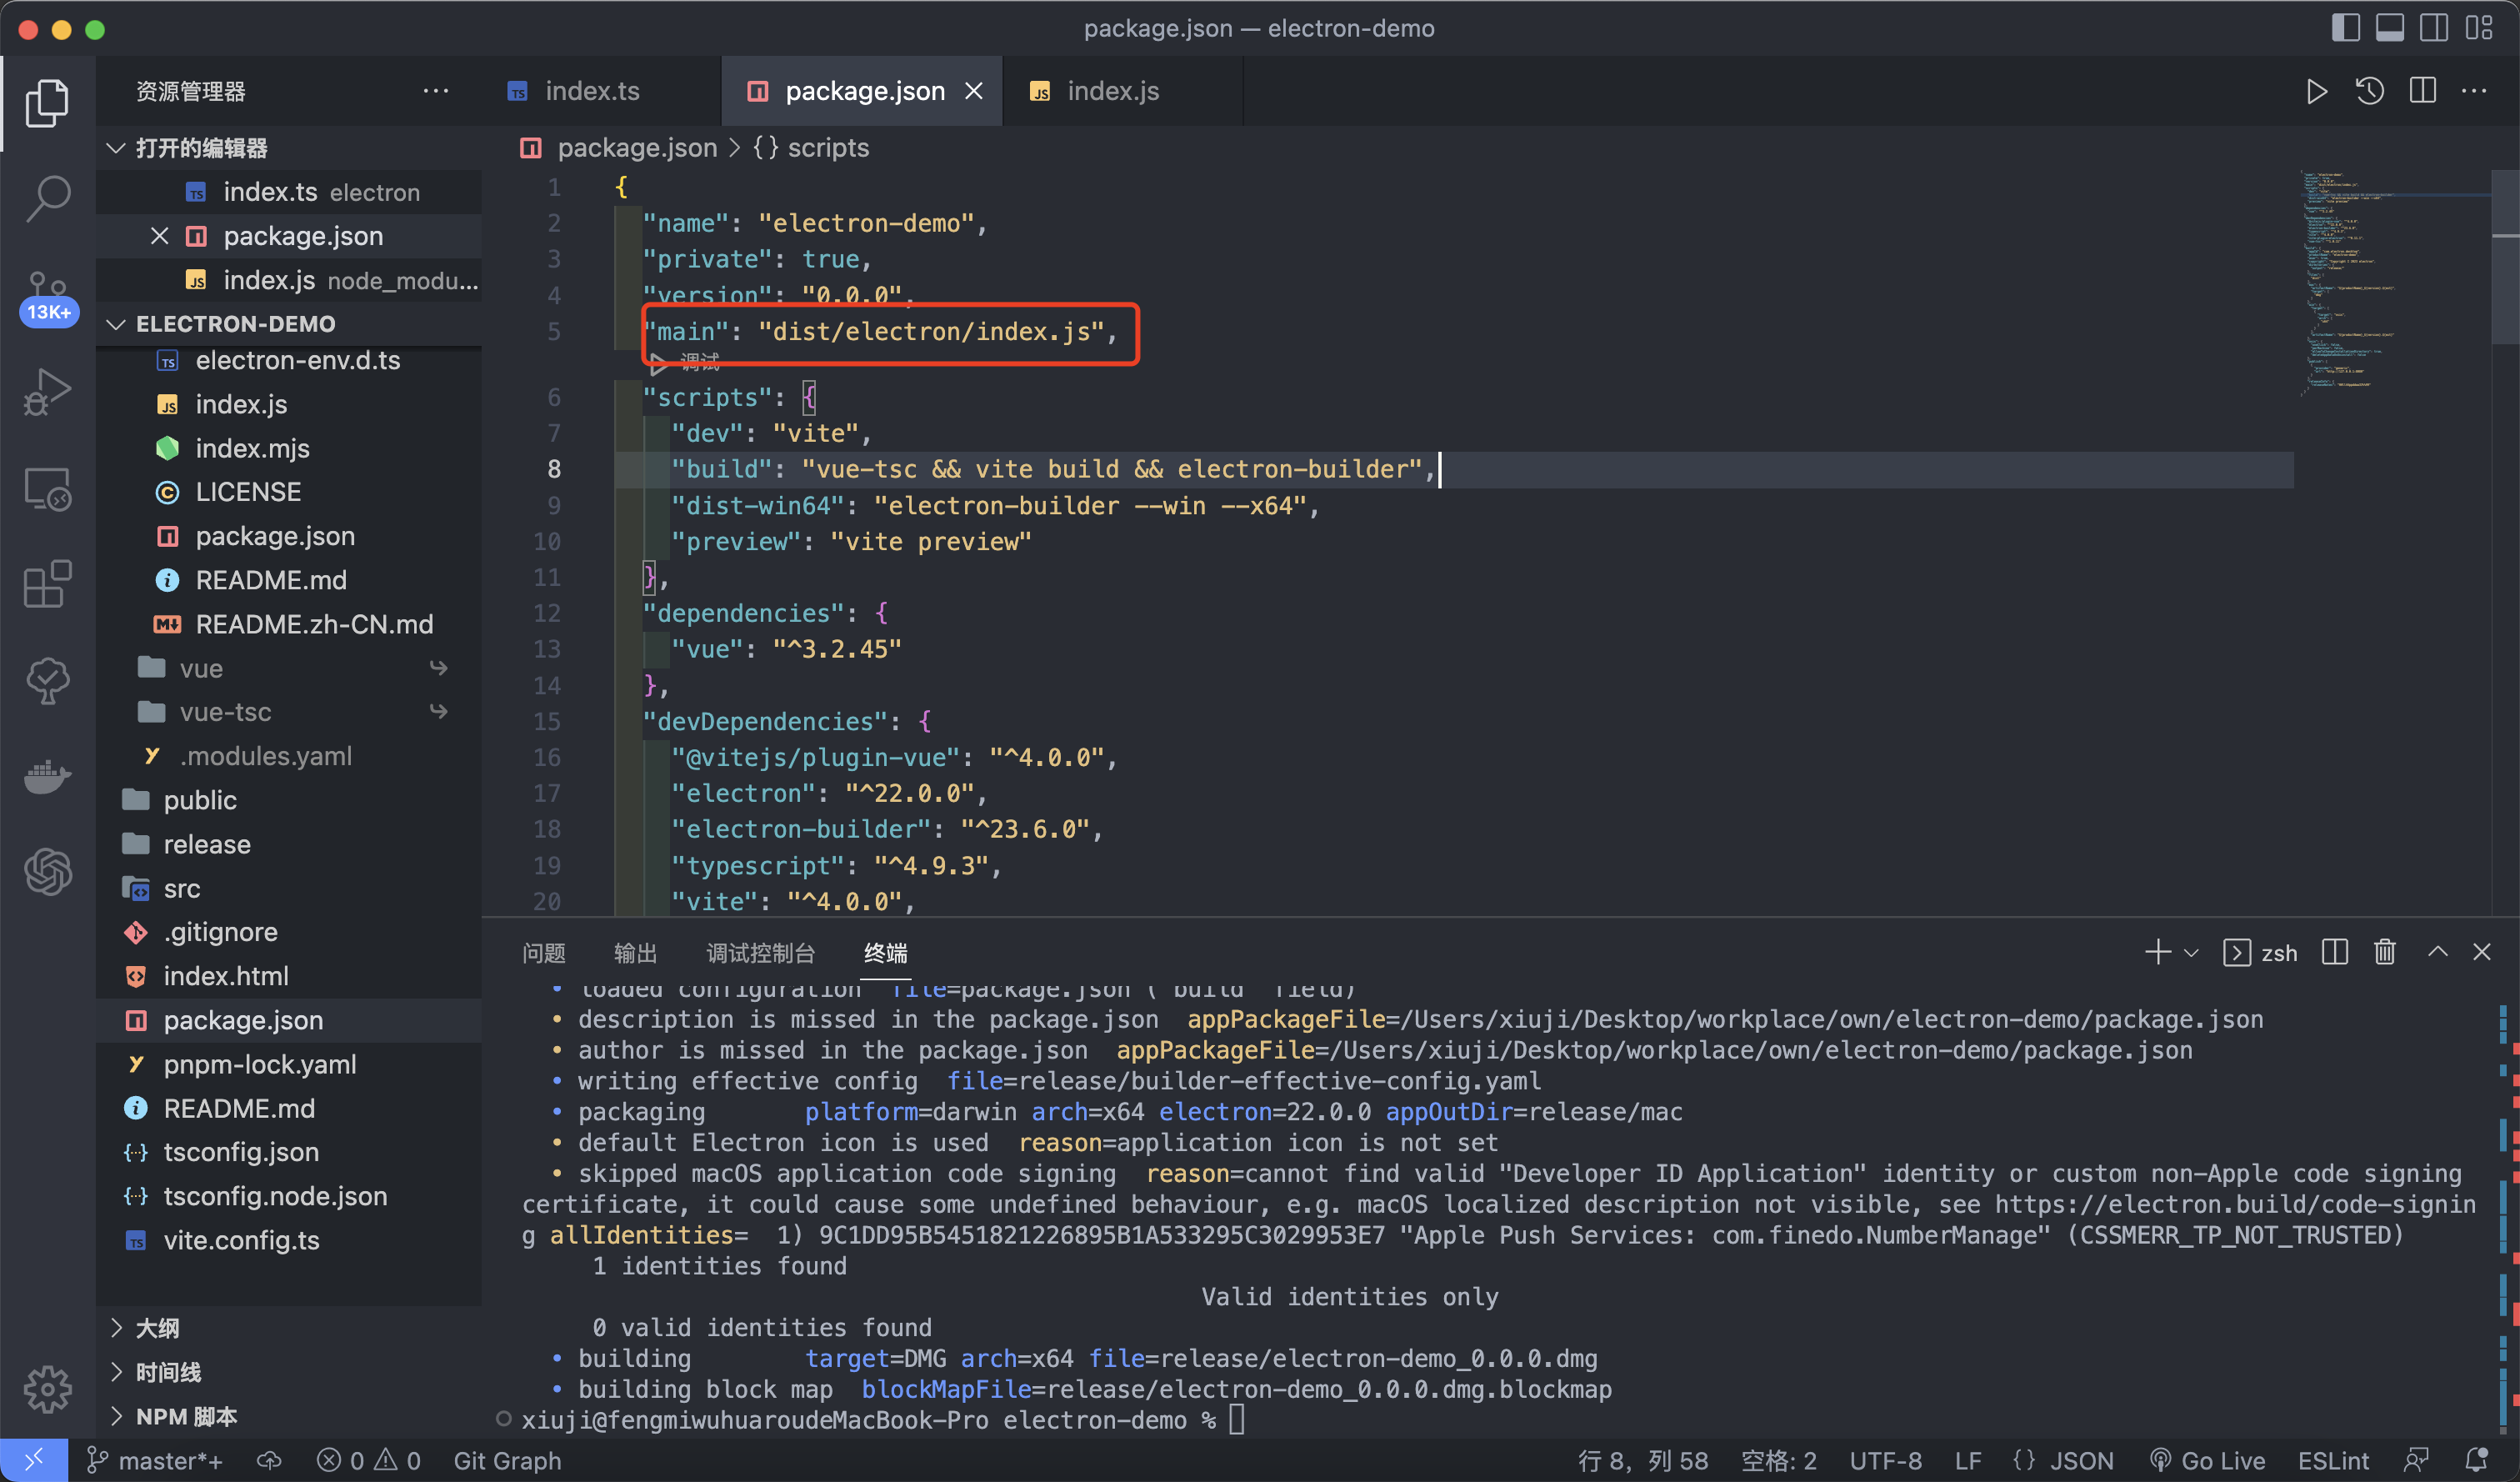 package.json — electron-demo
资源管理器
index.ts
package.json
index.js
打开的编辑器
index.ts electron
package.json
index.js node_modu...
13K+
ELECTRON-DEMO
electron-env.d.ts
index.js
index.mjs
LICENSE
package.json
README.md
README.zh-CN.md
vue
vue-tsc
.modules.yaml
public
release
src
.gitignore
index.html
package.json
pnpm-lock.yaml
README.md
tsconfig.json
tsconfig.node.json
vite.config.ts
大纲
时间线
NPM 脚本
package.json > {} scripts
1 {
2 "name": "electron-demo",
3 "private": true,
4 "version": "0.0.0",
5 "main": "dist/electron/index.js",
调试
6 "scripts": {
7 "dev": "vite",
8 "build": "vue-tsc && vite build && electron-builder",
9 "dist-win64": "electron-builder --win --x64",
10 "preview": "vite preview"
11 },
12 "dependencies": {
13 "vue": "^3.2.45"
14 },
15 "devDependencies": {
16 "@vitejs/plugin-vue": "^4.0.0",
17 "electron": "^22.0.0",
18 "electron-builder": "^23.6.0",
19 "typescript": "^4.9.3",
20 "vite": "^4.0.0",
问题 输出 调试控制台 终端
zsh
• loaded configuration file=package.json ("build" field)
• description is missed in the package.json appPackageFile=/Users/xiuji/Desktop/workplace/own/electron-demo/package.json
• author is missed in the package.json appPackageFile=/Users/xiuji/Desktop/workplace/own/electron-demo/package.json
• writing effective config file=release/builder-effective-config.yaml
• packaging platform=darwin arch=x64 electron=22.0.0 appOutDir=release/mac
• default Electron icon is used reason=application icon is not set
• skipped macOS application code signing reason=cannot find valid "Developer ID Application" identity or custom non-Apple code signing
certificate, it could cause some undefined behaviour, e.g. macOS localized description not visible, see https://electron.build/code-signin
g allIdentities= 1) 9C1DD95B5451821226895B1A533295C3029953E7 "Apple Push Services: com.finedo.NumberManage" (CSSMERR_TP_NOT_TRUSTED)
1 identities found
Valid identities only
0 valid identities found
• building target=DMG arch=x64 file=release/electron-demo_0.0.0.dmg
• building block map blockMapFile=release/electron-demo_0.0.0.dmg.blockmap
xiuji@fengmiwuhuaroudeMacBook-Pro electron-demo %
master*+ 0 0 Git Graph
行 8，列 58 空格: 2 UTF-8 LF {} JSON Go Live ESLint